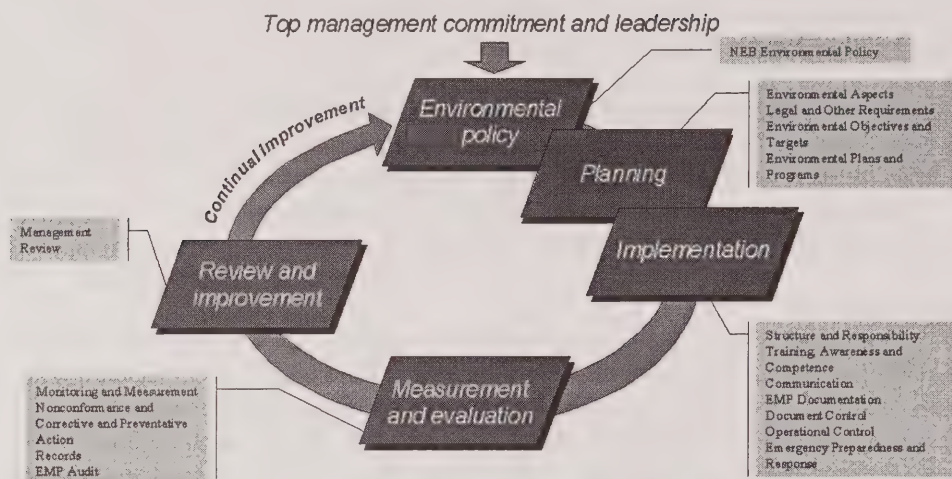 Top management commitment and leadership
NEB Environmental Policy
Environmental
policy
Environmental Aspects
Legal and Other Requirements
Environmental Objectives and
Targets
Environmental Plans and
Programs
Planning
Continual Improvement
Implementation
Management
Review
Review and
improvement
Structure and Responsibility
Training, Awareness and
Competence
Communication
EMP Documentation
Document Control
Operational Control
Emergency Preparedness and
Response
Measurement
and evaluation
Monitoring and Measurement
Nonconformance and
Corrective and Preventative
Action
Records
EMP Audit